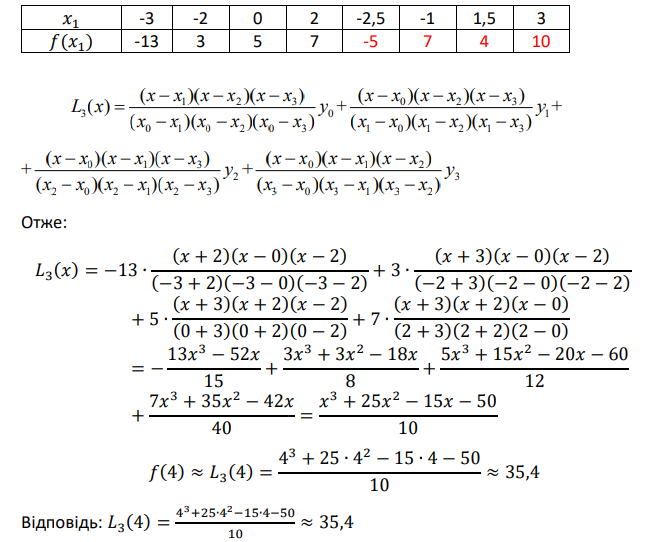 x₁ -3 -2 0 2 -2,5 -1 1,5 3
f(x₁) -13 3 5 7 -5 7 4 10
L₃(x) = (x − x₁)(x − x₂)(x − x₃) / (x₀ − x₁)(x₀ − x₂)(x₀ − x₃) y₀ + (x − x₀)(x − x₂)(x − x₃) / (x₁ − x₀)(x₁ − x₂)(x₁ − x₃) y₁ +
+ (x − x₀)(x − x₁)(x − x₃) / (x₂ − x₀)(x₂ − x₁)(x₂ − x₃) y₂ + (x − x₀)(x − x₁)(x − x₂) / (x₃ − x₀)(x₃ − x₁)(x₃ − x₂) y₃
Отже:
L₃(x) = −13 · (x + 2)(x − 0)(x − 2) / (−3 + 2)(−3 − 0)(−3 − 2) + 3 · (x + 3)(x − 0)(x − 2) / (−2 + 3)(−2 − 0)(−2 − 2)
+ 5 · (x + 3)(x + 2)(x − 2) / (0 + 3)(0 + 2)(0 − 2) + 7 · (x + 3)(x + 2)(x − 0) / (2 + 3)(2 + 2)(2 − 0)
= − 13x³ − 52x / 15 + 3x³ + 3x² − 18x / 8 + 5x³ + 15x² − 20x − 60 / 12
+ 7x³ + 35x² − 42x / 40 = x³ + 25x² − 15x − 50 / 10
f(4) ≈ L₃(4) = 4³ + 25 · 4² − 15 · 4 − 50 / 10 ≈ 35,4
Відповідь: L₃(4) = 4³+25·4²−15·4−50 / 10 ≈ 35,4